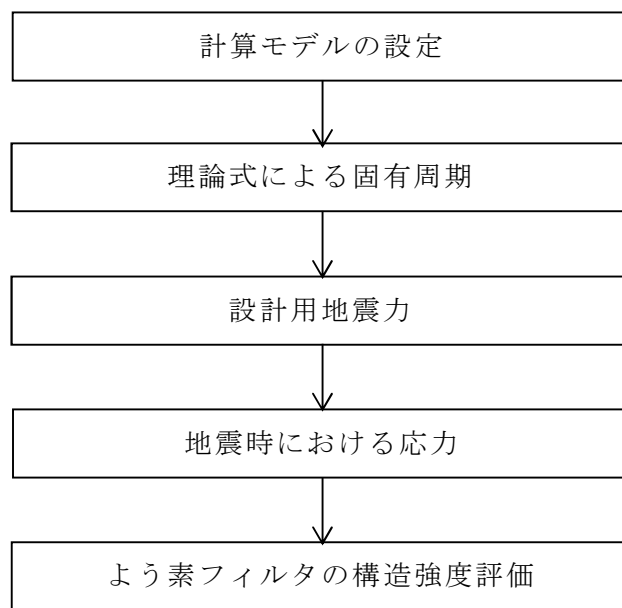 計算モデルの設定
理論式による固有周期
設計用地震力
地震時における応力
よう素フィルタの構造強度評価